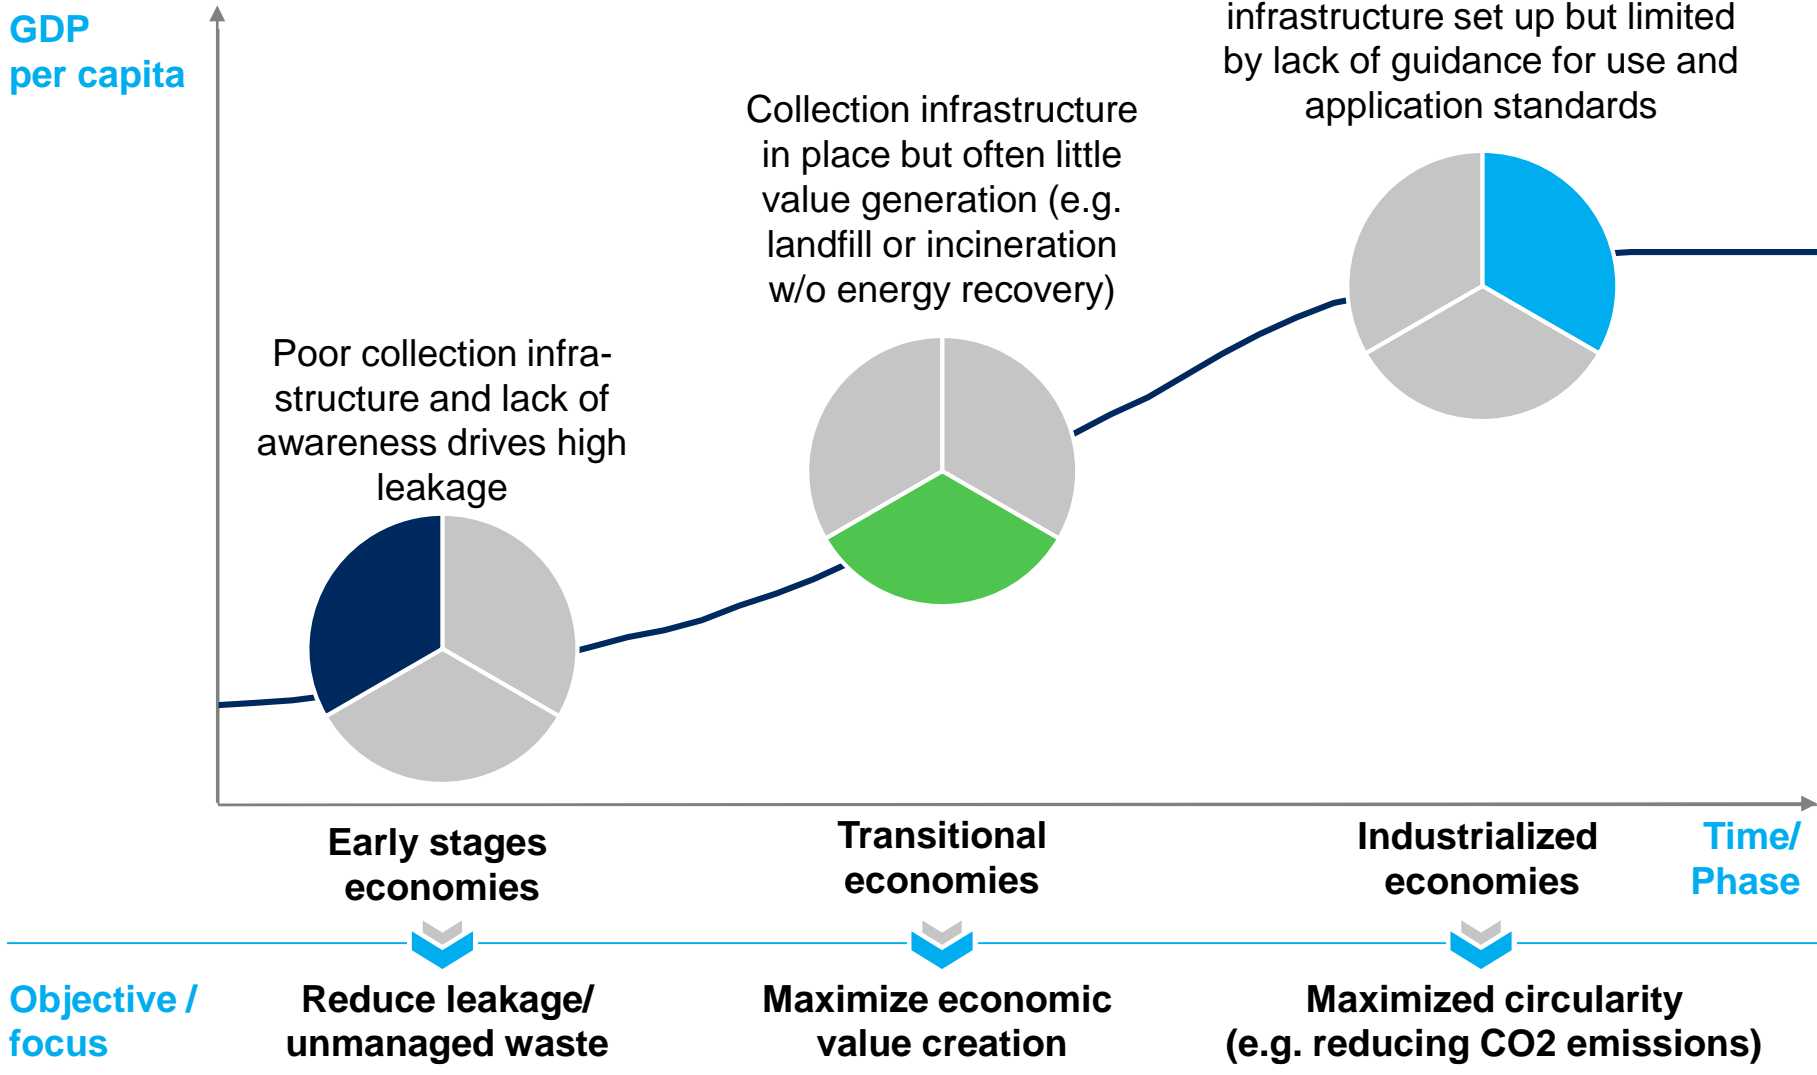 GDP
per capita
infrastructure set up but limited
by lack of guidance for use and
application standards
Collection infrastructure
in place but often little
value generation (e.g.
landfill or incineration
w/o energy recovery)
Poor collection infra-
structure and lack of
awareness drives high
leakage
Early stages
economies
Transitional
economies
Industrialized
economies
Time/
Phase
Objective /
focus
Reduce leakage/
unmanaged waste
Maximize economic
value creation
Maximized circularity
(e.g. reducing CO2 emissions)